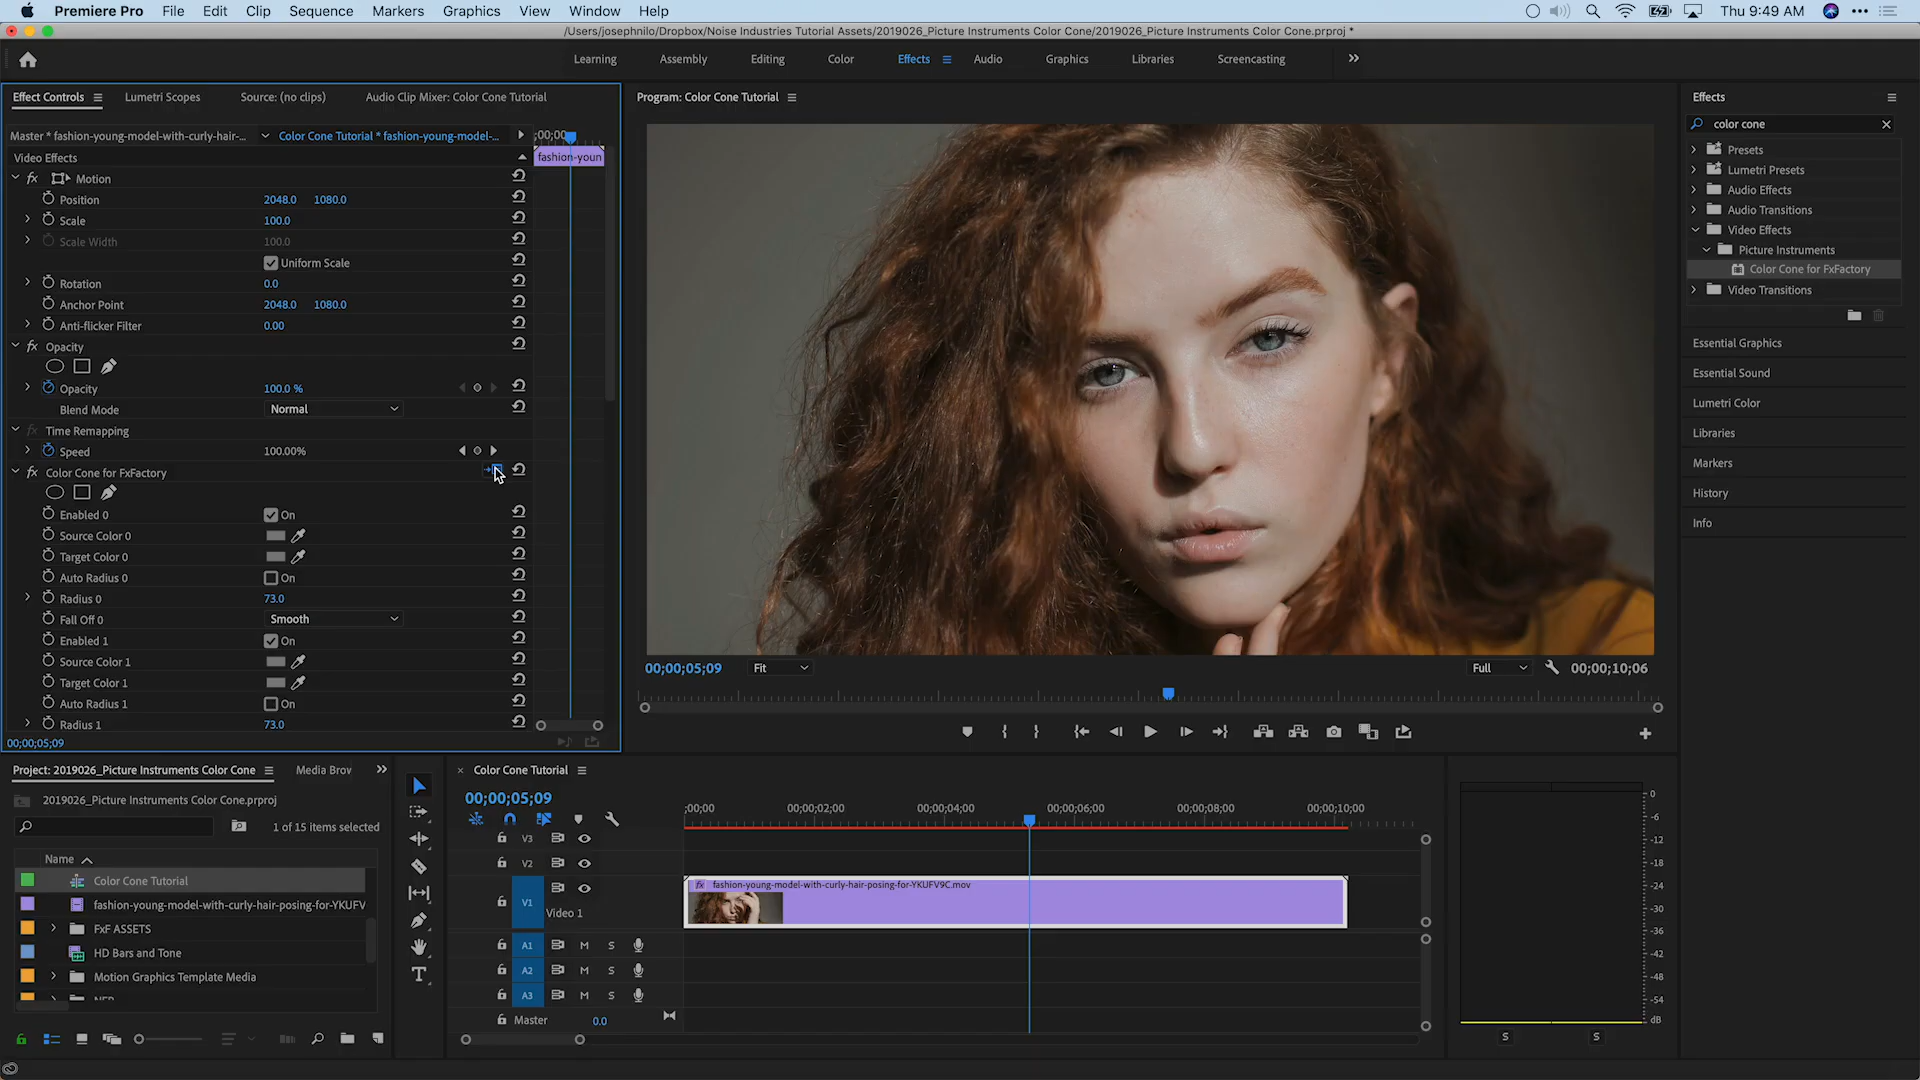 Premiere Pro File Edit Clip Sequence Markers Graphics View Window Help Thu 9:49 AM
/Users/josephnilo/Dropbox/Noise Industries Tutorial Assets/2019026_Picture Instruments Color Cone/2019026_Picture Instruments Color Cone.prproj *
Learning Assembly Editing Color Effects Audio Graphics Libraries Screencasting
Effect Controls Lumetri Scopes Source: (no clips) Audio Clip Mixer: Color Cone Tutorial
Master * fashion-young-model-with-curly-hair-... Color Cone Tutorial * fashion-young-model-... ;00;00
Video Effects fashion-youn
fx Motion
Position 2048.0 1080.0
Scale 100.0
Scale Width 100.0
Uniform Scale
Rotation 0.0
Anchor Point 2048.0 1080.0
Anti-flicker Filter 0.00
fx Opacity
Opacity 100.0 %
Blend Mode Normal
fx Time Remapping
Speed 100.00%
fx Color Cone for FxFactory
Enabled 0 On
Source Color 0
Target Color 0
Auto Radius 0 On
Radius 0 73.0
Fall Off 0 Smooth
Enabled 1 On
Source Color 1
Target Color 1
Auto Radius 1 On
Radius 1 73.0
00;00;05;09
Program: Color Cone Tutorial
00;00;05;09 Fit Full 00;00;10;06
Effects
color cone
Presets
Lumetri Presets
Audio Effects
Audio Transitions
Video Effects
Picture Instruments
Color Cone for FxFactory
Video Transitions
Essential Graphics
Essential Sound
Lumetri Color
Libraries
Markers
History
Info
Project: 2019026_Picture Instruments Color Cone Media Brov
2019026_Picture Instruments Color Cone.prproj
1 of 15 items selected
Name
Color Cone Tutorial
fashion-young-model-with-curly-hair-posing-for-YKUFV
FxF ASSETS
HD Bars and Tone
Motion Graphics Template Media
Color Cone Tutorial
00;00;05;09
;00;00 00;00;02;00 00;00;04;00 00;00;06;00 00;00;08;00 00;00;10;00
V3
V2
V1 Video 1
fx fashion-young-model-with-curly-hair-posing-for-YKUFV9C.mov
A1 M S
A2 M S
A3 M S
Master 0.0
0
-6
-12
-18
-24
-30
-36
-42
-48
-54
dB
S S